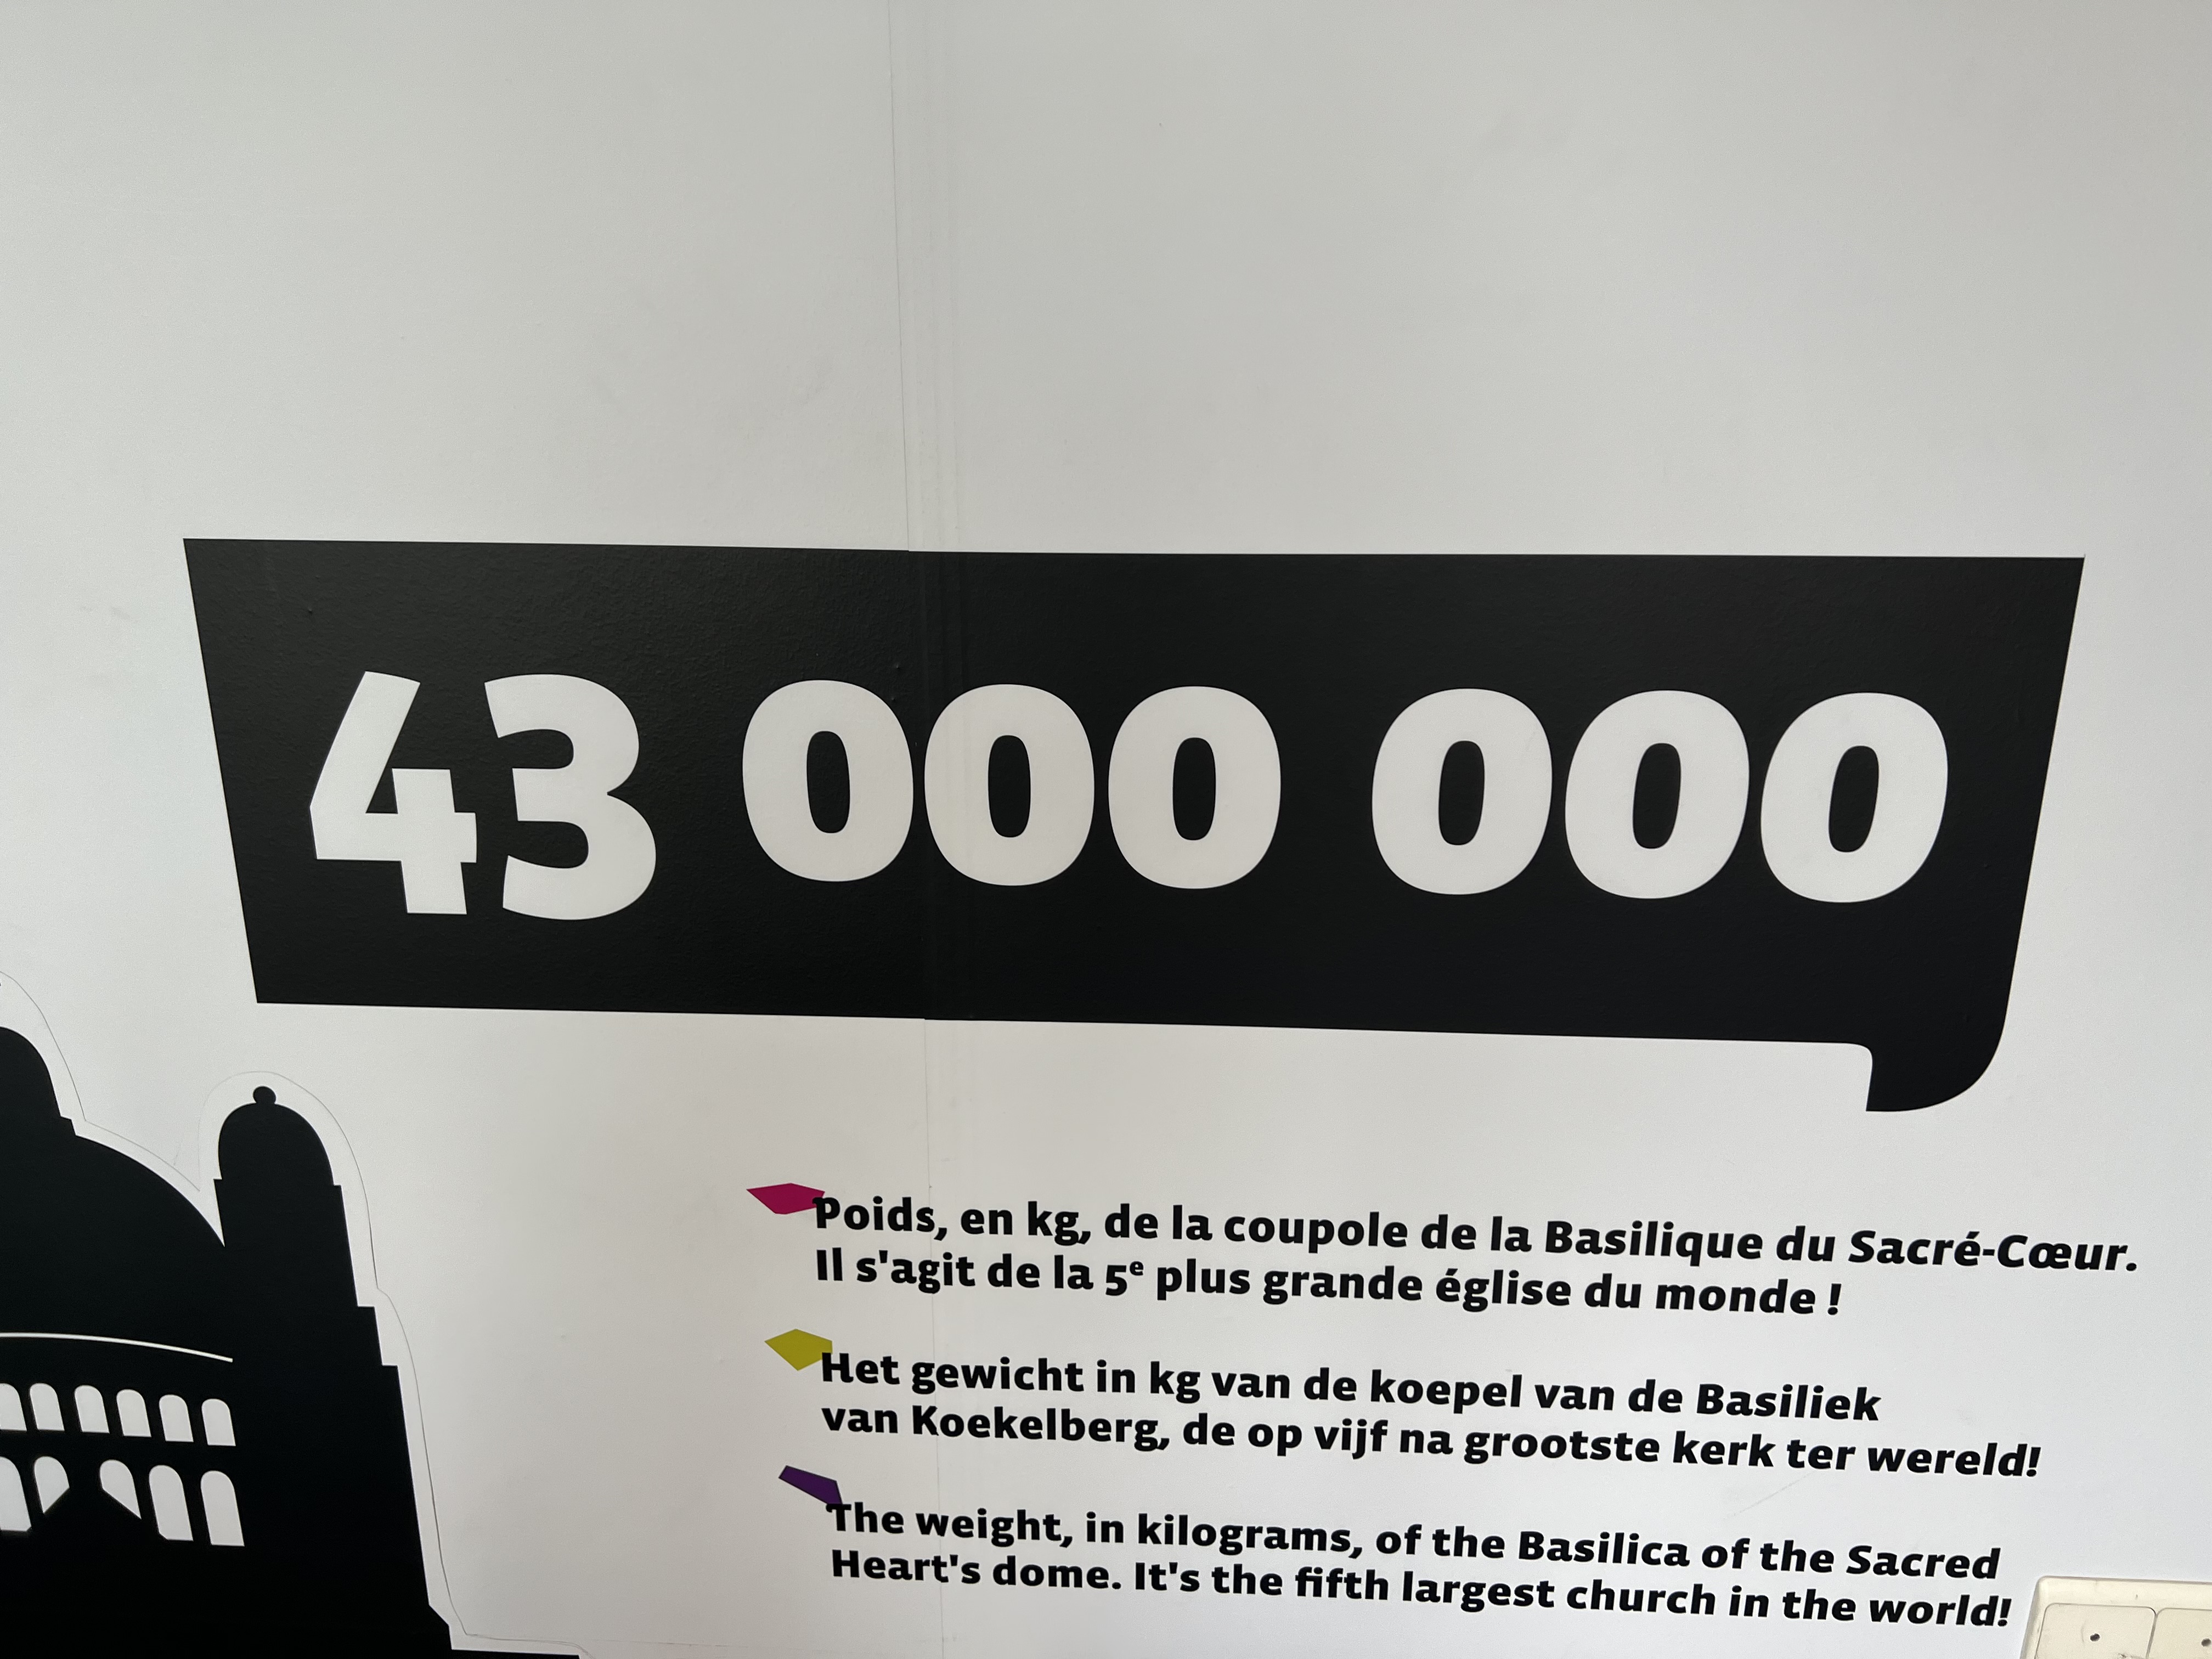 43 000 000
Poids, en kg, de la coupole de la Basilique du Sacré-Cœur.
Il s'agit de la 5ᵉ plus grande église du monde !
Het gewicht in kg van de koepel van de Basiliek
van Koekelberg, de op vijf na grootste kerk ter wereld!
The weight, in kilograms, of the Basilica of the Sacred
Heart's dome. It's the fifth largest church in the world!